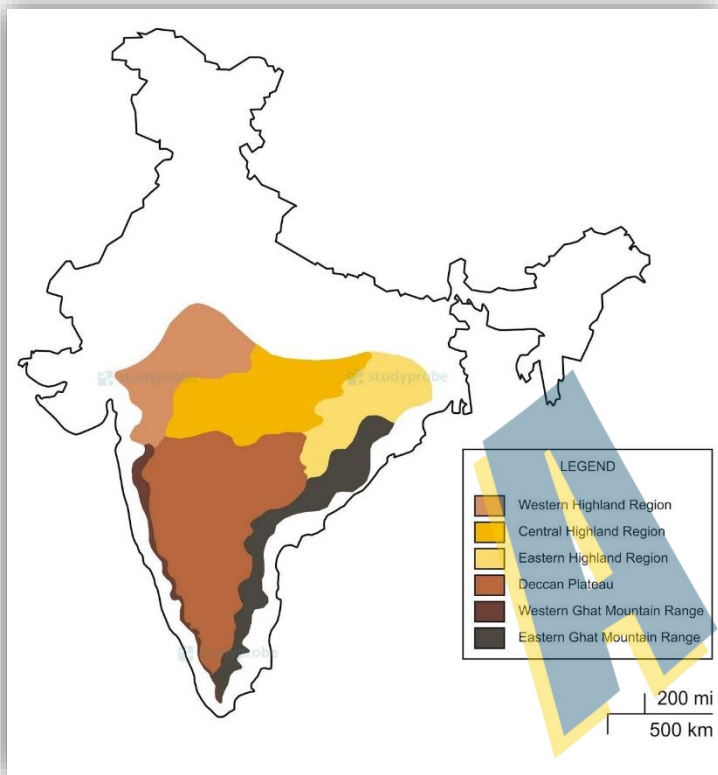 studyprobe
studyprobe
LEGEND
Western Highland Region
Central Highland Region
Eastern Highland Region
Deccan Plateau
Western Ghat Mountain Range
Eastern Ghat Mountain Range
studyprobe
A
200 mi
500 km